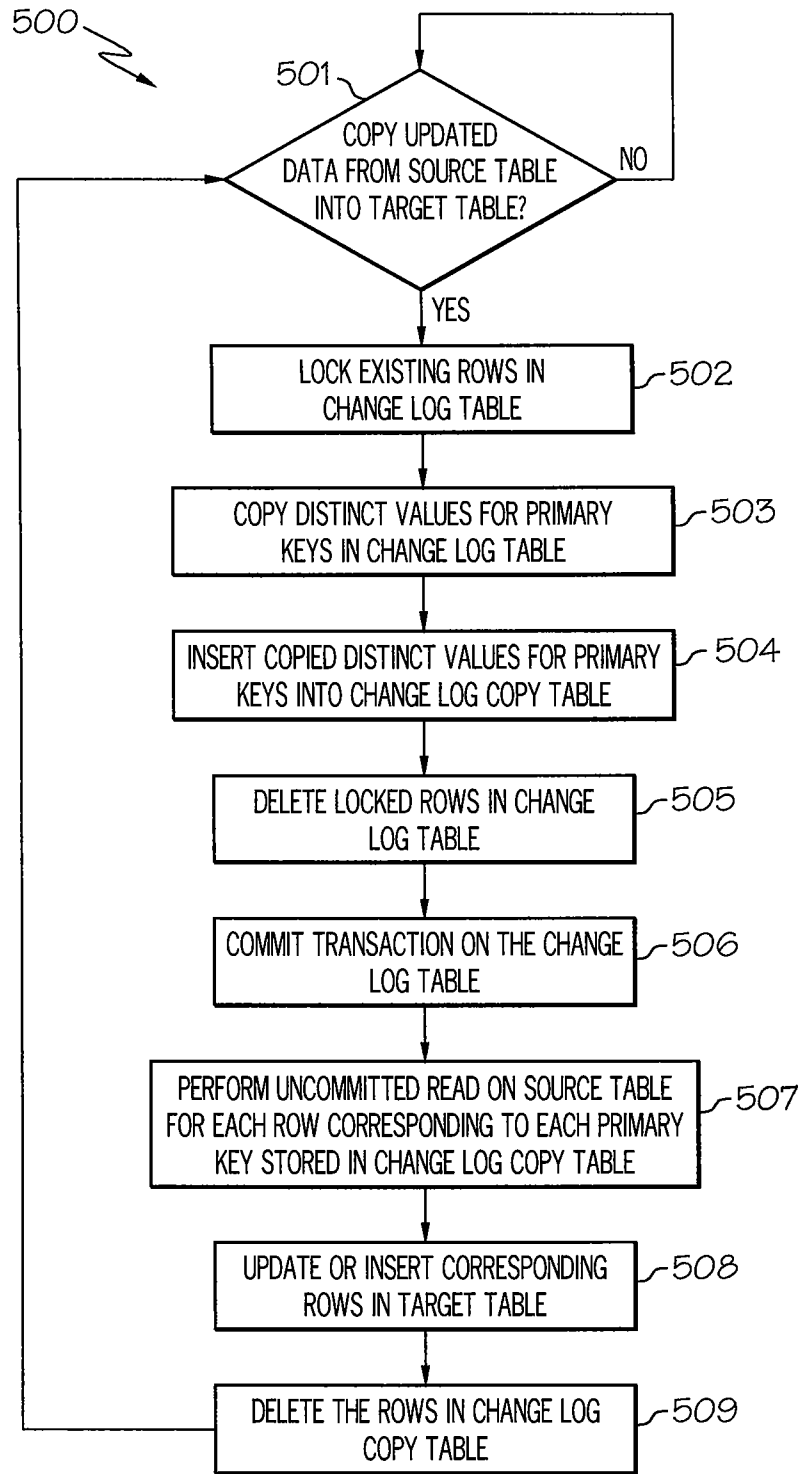 500
501
COPY UPDATED
DATA FROM SOURCE TABLE
INTO TARGET TABLE?
NO
YES
LOCK EXISTING ROWS IN
CHANGE LOG TABLE
502
COPY DISTINCT VALUES FOR PRIMARY
KEYS IN CHANGE LOG TABLE
503
INSERT COPIED DISTINCT VALUES FOR PRIMARY
KEYS INTO CHANGE LOG COPY TABLE
504
DELETE LOCKED ROWS IN CHANGE
LOG TABLE
505
COMMIT TRANSACTION ON THE CHANGE
LOG TABLE
506
PERFORM UNCOMMITTED READ ON SOURCE TABLE
FOR EACH ROW CORRESPONDING TO EACH PRIMARY
KEY STORED IN CHANGE LOG COPY TABLE
507
UPDATE OR INSERT CORRESPONDING
ROWS IN TARGET TABLE
508
DELETE THE ROWS IN CHANGE LOG
COPY TABLE
509